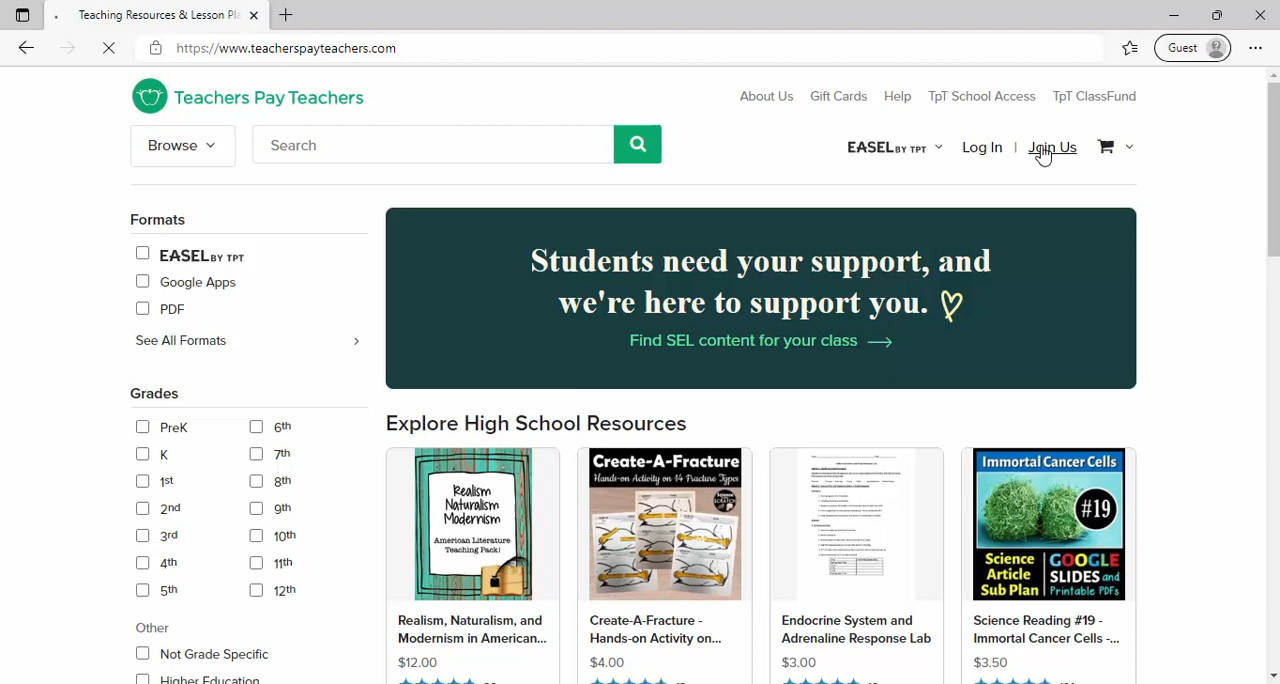 Teaching Resources & Lesson Pl
https://www.teacherspayteachers.com
Guest
Teachers Pay Teachers
About Us
Gift Cards
Help
TpT School Access
TpT ClassFund
Browse
Search
EASEL BY TPT
Log In
|
Join Us
Formats
EASEL BY TPT
Google Apps
PDF
See All Formats
Grades
PreK
6th
K
7th
1st
8th
2nd
9th
3rd
10th
4th
11th
5th
12th
Other
Not Grade Specific
Higher Education
Students need your support, and
we're here to support you.
Find SEL content for your class
Explore High School Resources
Realism
Naturalism
Modernism
American Literature
Teaching Pack!
Realism, Naturalism, and
Modernism in American...
$12.00
Create-A-Fracture
Hands-on Activity on 14 Fracture Types
Create-A-Fracture -
Hands-on Activity on...
$4.00
Endocrine System and
Adrenaline Response Lab
$3.00
Immortal Cancer Cells
#19
Science
Article
Sub Plan
GOOGLE
SLIDES and
Printable PDFs
Science Reading #19 -
Immortal Cancer Cells -...
$3.50